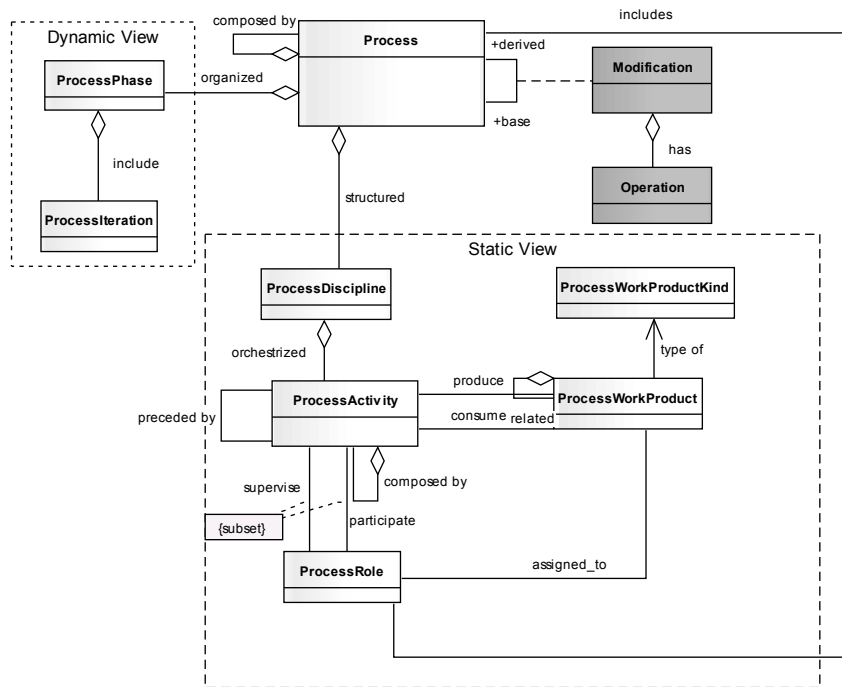 composed by
includes
Dynamic View
Process
+derived
ProcessPhase
organized
Modification
+base
has
include
Operation
ProcessIteration
structured
Static View
ProcessDiscipline
ProcessWorkProductKind
orchestrized
type of
produce
ProcessActivity
ProcessWorkProduct
preceded by
consume
related
composed by
supervise
{subset}
participate
ProcessRole
assigned_to